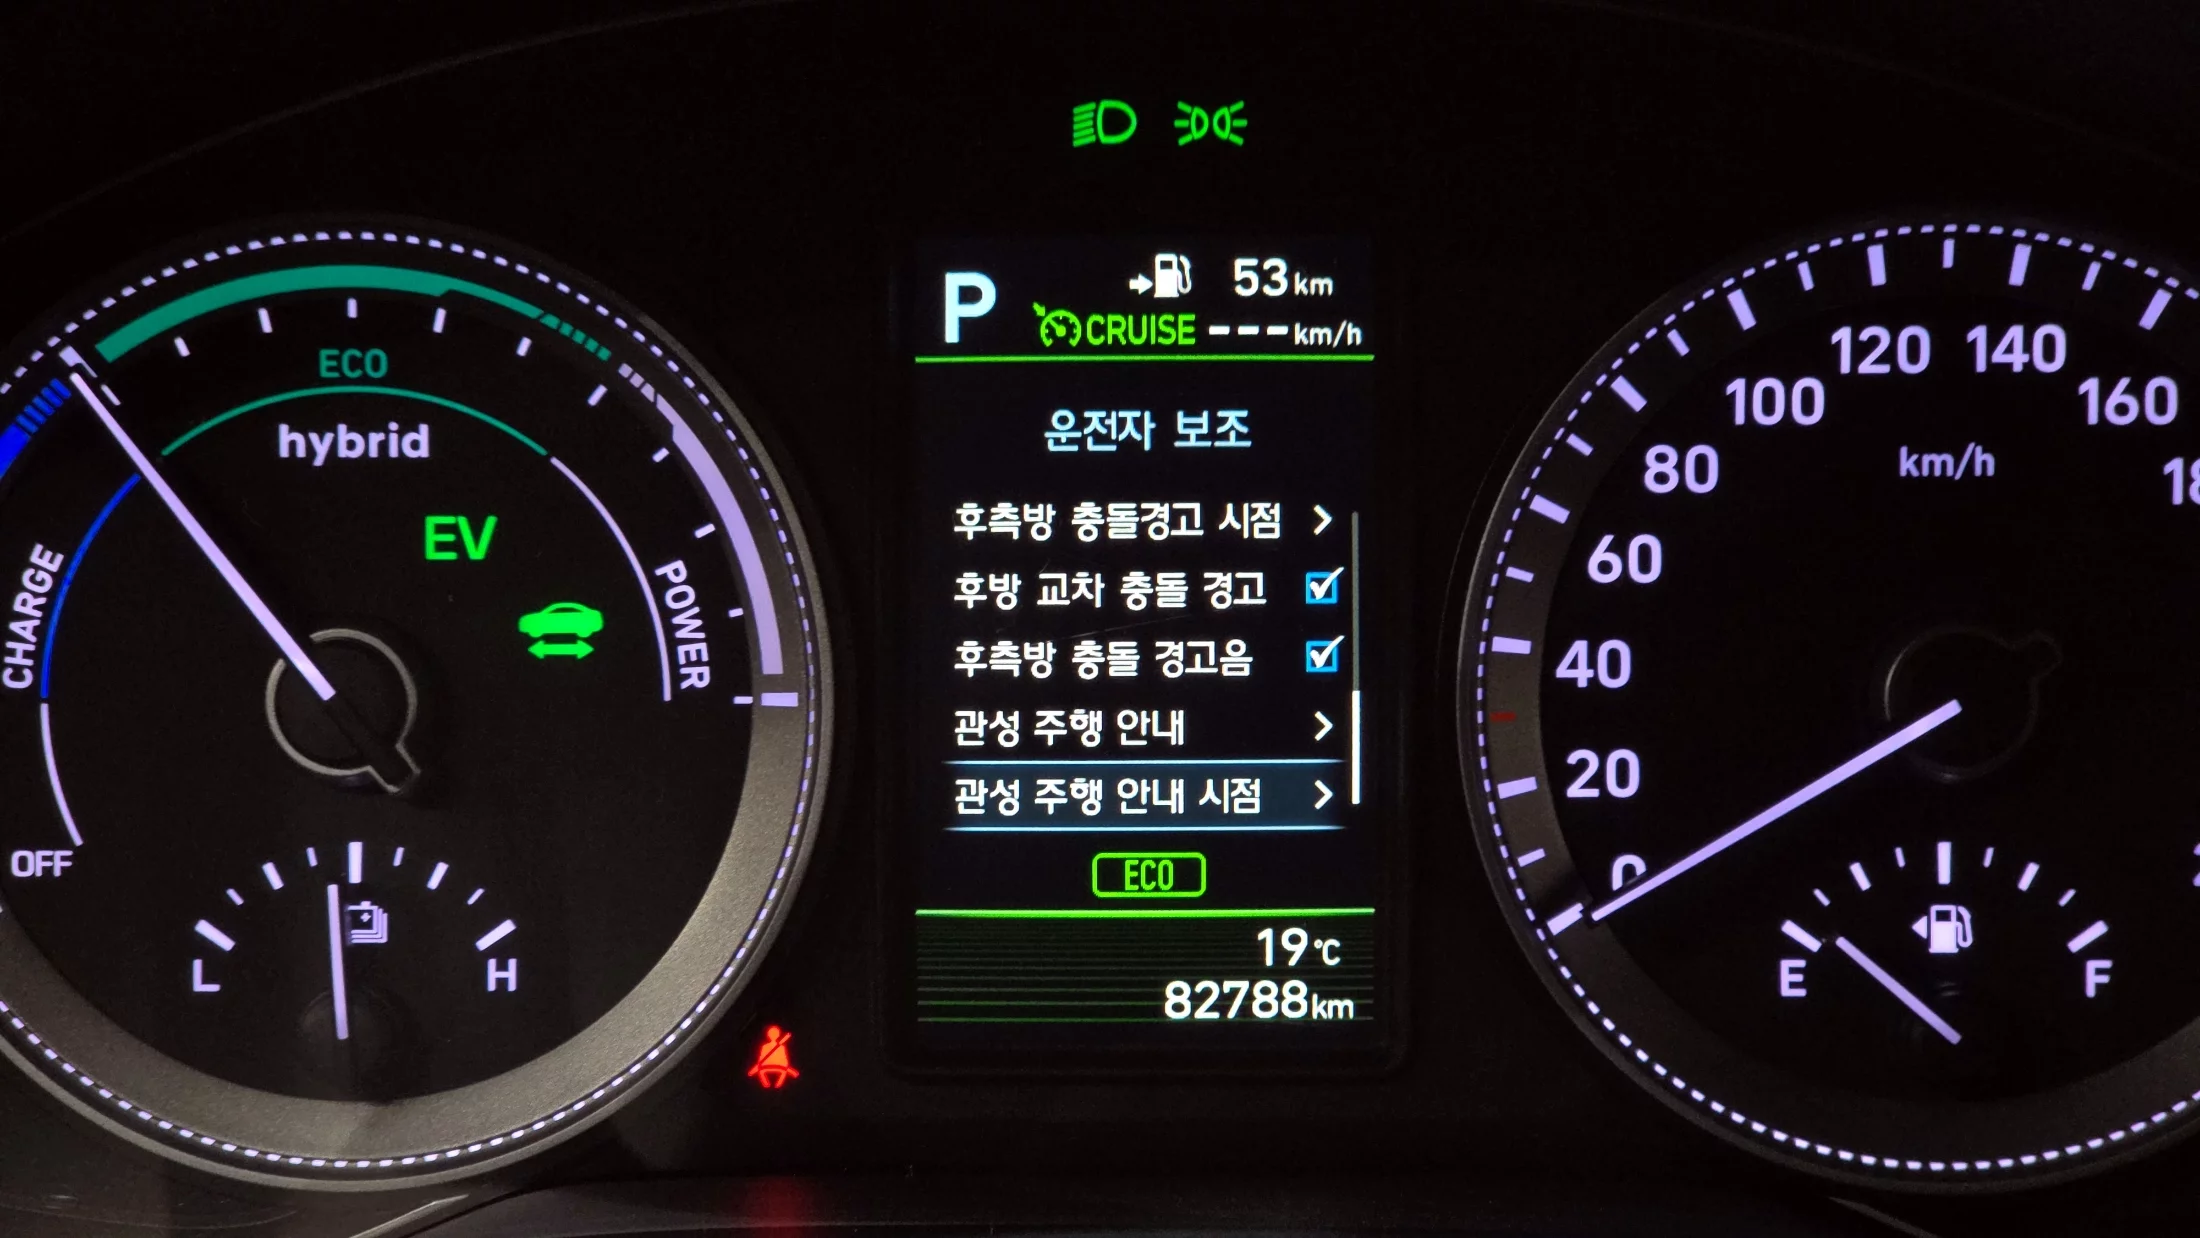 ECO
hybrid
EV
CHARGE
POWER
OFF
L
H
P
53 km
CRUISE ---km/h
운전자 보조
후측방 충돌경고 시점
후방 교차 충돌 경고
후측방 충돌 경고음
관성 주행 안내
관성 주행 안내 시점
ECO
19℃
82788km
0
20
40
60
80
100
120
140
160
km/h
E
F